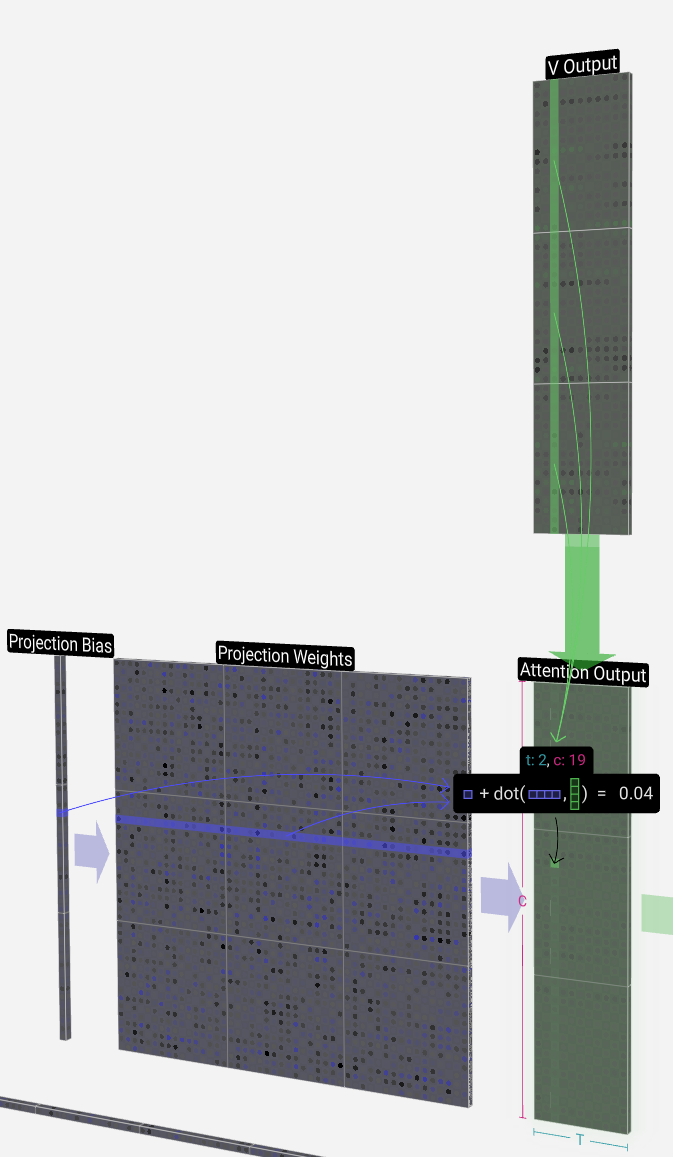 V Output
Projection Bias
Projection Weights
Attention Output
t: 2, c: 19
+ dot( , ) = 0.04
C
T